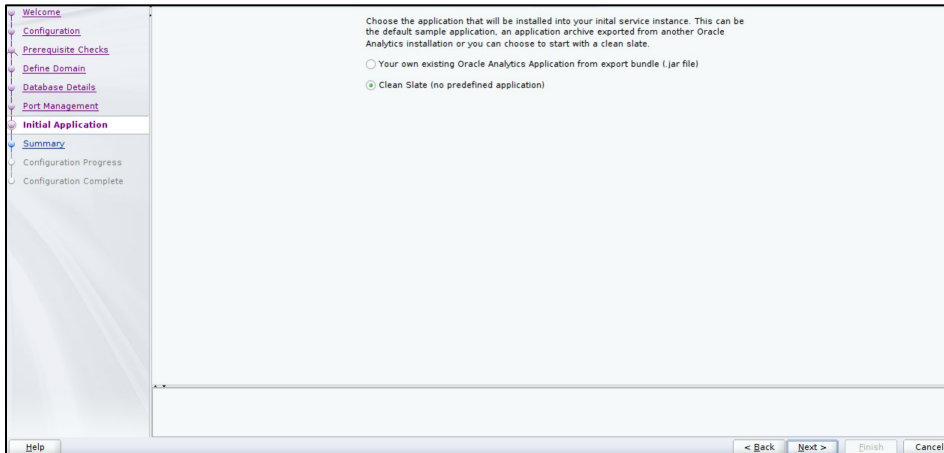 Welcome
Configuration
Prerequisite Checks
Define Domain
Database Details
Port Management
Initial Application
Summary
Configuration Progress
Configuration Complete
Choose the application that will be installed into your inital service instance. This can be
the default sample application, an application archive exported from another Oracle
Analytics installation or you can choose to start with a clean slate.
Your own existing Oracle Analytics Application from export bundle (.jar file)
Clean Slate (no predefined application)
Help
< Back
Next >
Finish
Cancel